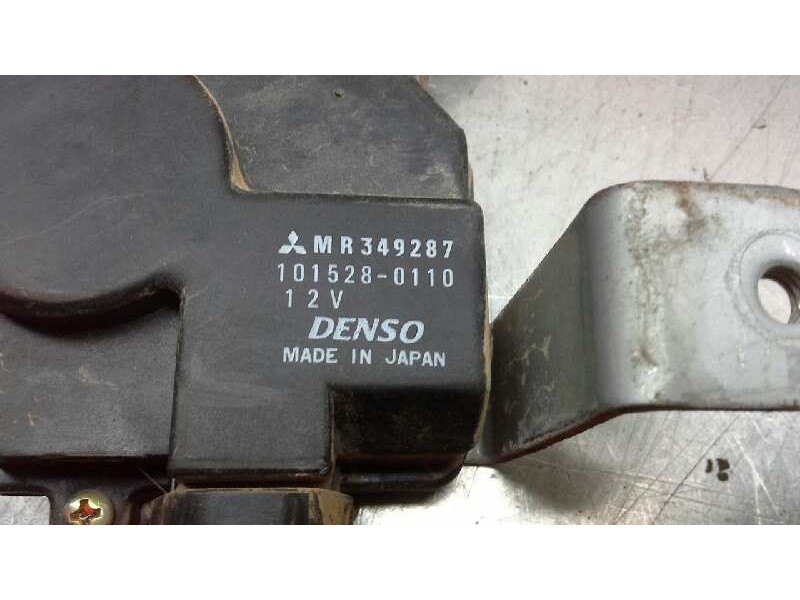 MR349287
101528-0110
12V
DENSO
MADE IN JAPAN